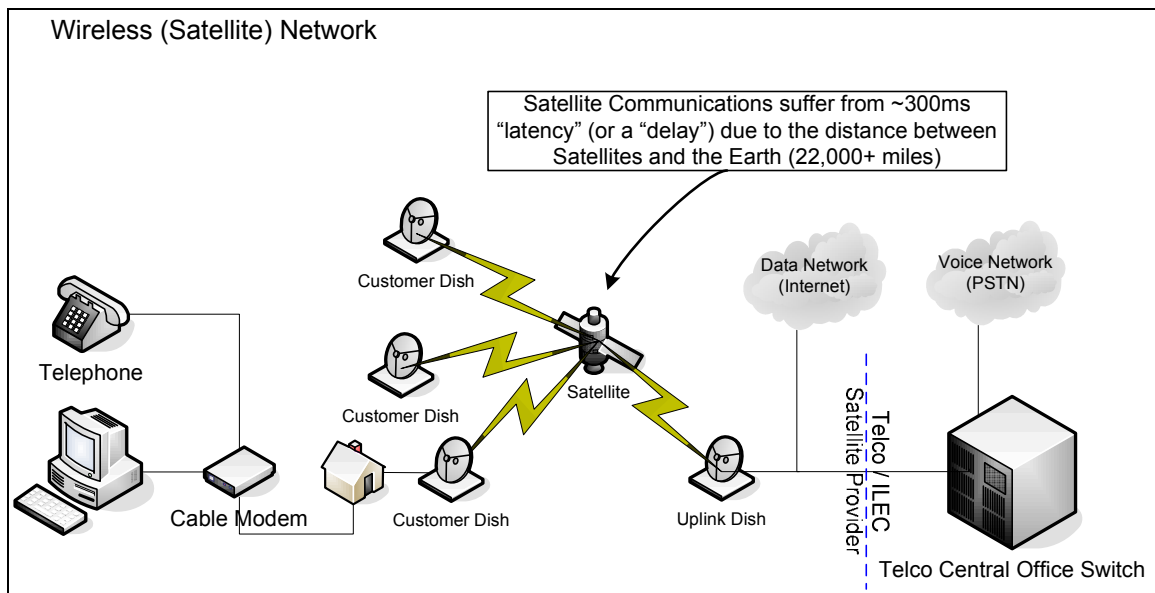 Wireless (Satellite) Network
Satellite Communications suffer from ~300ms
“latency” (or a “delay”) due to the distance between
Satellites and the Earth (22,000+ miles)
Customer Dish
Data Network
(Internet)
Voice Network
(PSTN)
Telephone
Customer Dish
Satellite
Cable Modem
Customer Dish
Uplink Dish
Telco / ILEC
Satellite Provider
Telco Central Office Switch